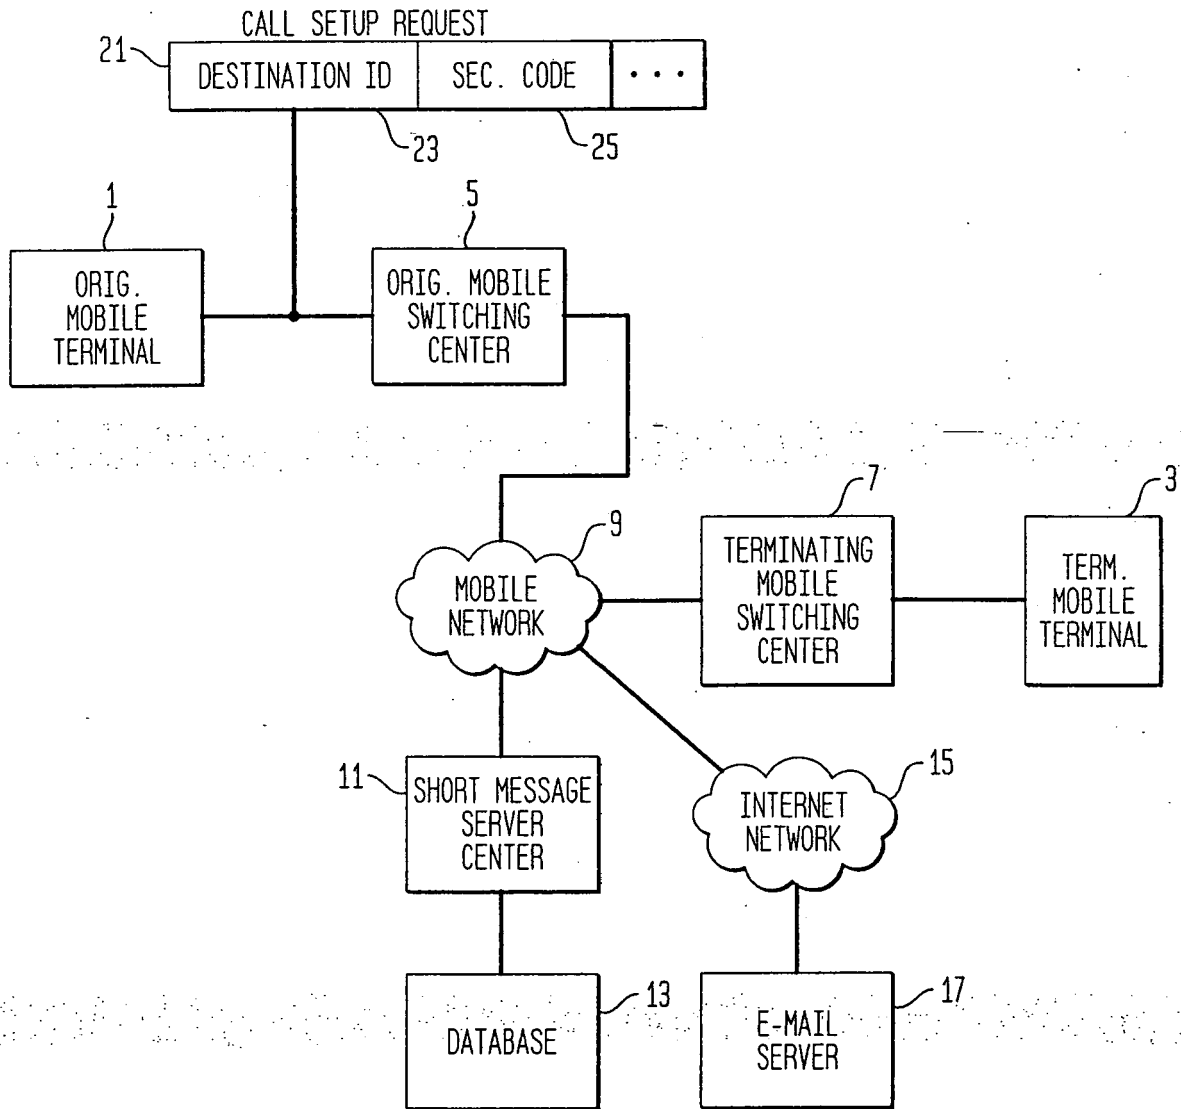 CALL SETUP REQUEST
21
DESTINATION ID
SEC. CODE
• • •
23
25
1
5
ORIG.
MOBILE
TERMINAL
ORIG. MOBILE
SWITCHING
CENTER
7
3
9
MOBILE
NETWORK
TERMINATING
MOBILE
SWITCHING
CENTER
TERM.
MOBILE
TERMINAL
11
SHORT MESSAGE
SERVER
CENTER
15
INTERNET
NETWORK
13
DATABASE
17
E-MAIL
SERVER